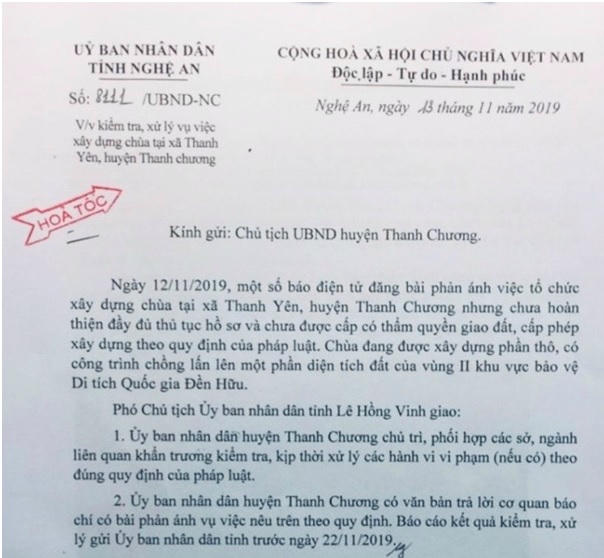 UỶ BAN NHÂN DÂN
TỈNH NGHỆ AN
CỘNG HOÀ XÃ HỘI CHỦ NGHĨA VIỆT NAM
Độc lập - Tự do - Hạnh phúc
Số: 8111 /UBND-NC
Nghệ An, ngày 13 tháng 11 năm 2019
V/v kiểm tra, xử lý vụ việc
xây dựng chùa tại xã Thanh
Yên, huyện Thanh chương
HOẢ TỐC
Kính gửi: Chủ tịch UBND huyện Thanh Chương.
Ngày 12/11/2019, một số báo điện tử đăng bài phản ánh việc tổ chức
xây dựng chùa tại xã Thanh Yên, huyện Thanh Chương nhưng chưa hoàn
thiện đầy đủ thủ tục hồ sơ và chưa được cấp có thẩm quyền giao đất, cấp phép
xây dựng theo quy định của pháp luật. Chùa đang được xây dựng phần thô, có
công trình chồng lấn lên một phần diện tích đất của vùng II khu vực bảo vệ
Di tích Quốc gia Đền Hữu.
Phó Chủ tịch Ủy ban nhân dân tỉnh Lê Hồng Vinh giao:
1. Ủy ban nhân dân huyện Thanh Chương chủ trì, phối hợp các sở, ngành
liên quan khẩn trương kiểm tra, kịp thời xử lý các hành vi vi phạm (nếu có) theo
đúng quy định của pháp luật.
2. Ủy ban nhân dân huyện Thanh Chương có văn bản trả lời cơ quan báo
chí có bài phản ánh vụ việc nêu trên theo quy định. Báo cáo kết quả kiểm tra, xử
lý gửi Ủy ban nhân dân tỉnh trước ngày 22/11/2019.